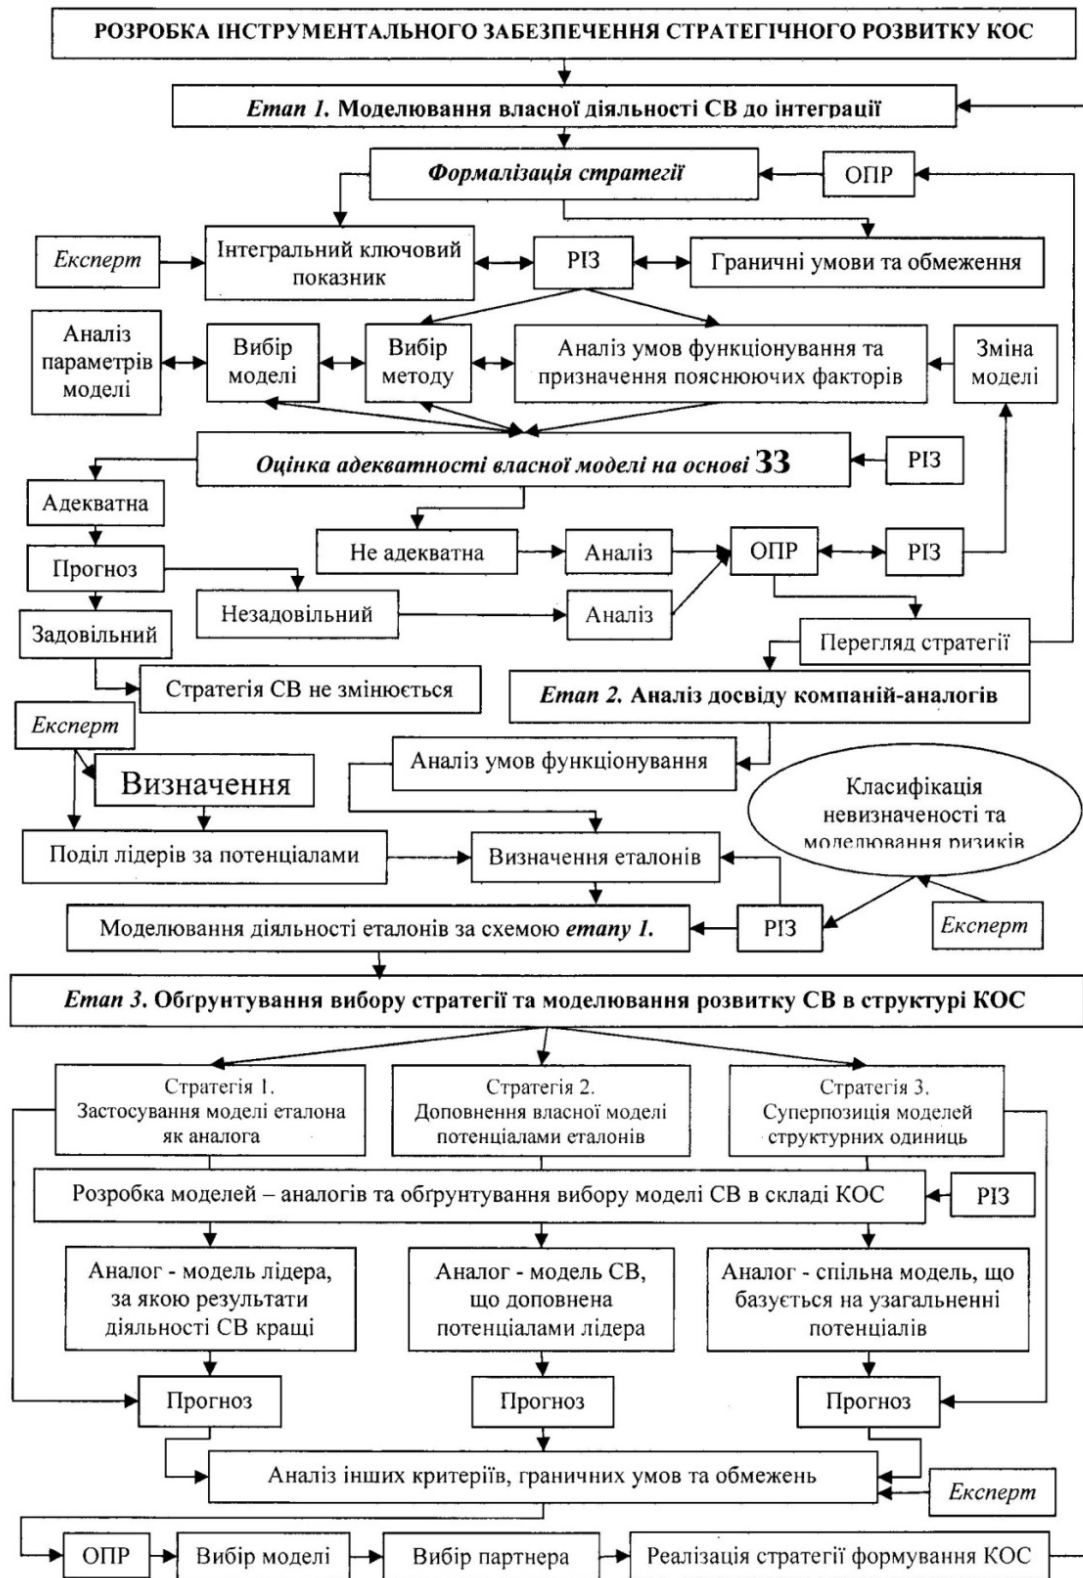 РОЗРОБКА ІНСТРУМЕНТАЛЬНОГО ЗАБЕЗПЕЧЕННЯ СТРАТЕГІЧНОГО РОЗВИТКУ КОС
Етап 1. Моделювання власної діяльності СВ до інтеграції
Формалізація стратегії
ОПР
Експерт
Інтегральний ключовий
показник
РІЗ
Граничні умови та обмеження
Аналіз
параметрів
моделі
Вибір
моделі
Вибір
методу
Аналіз умов функціонування та
призначення пояснюючих факторів
Зміна
моделі
Оцінка адекватності власної моделі на основі ЗЗ
РІЗ
Адекватна
Не адекватна
Аналіз
ОПР
РІЗ
Прогноз
Незадовільний
Аналіз
Задовільний
Перегляд стратегії
Стратегія СВ не змінюється
Етап 2. Аналіз досвіду компаній-аналогів
Експерт
Аналіз умов функціонування
Визначення
Класифікація
невизначеності та
моделювання ризиків
Поділ лідерів за потенціалами
Визначення еталонів
Моделювання діяльності еталонів за схемою етапу 1.
РІЗ
Експерт
Етап 3. Обґрунтування вибору стратегії та моделювання розвитку СВ в структурі КОС
Стратегія 1.
Застосування моделі еталона
як аналога
Стратегія 2.
Доповнення власної моделі
потенціалами еталонів
Стратегія 3.
Суперпозиція моделей
структурних одиниць
Розробка моделей – аналогів та обґрунтування вибору моделі СВ в складі КОС
РІЗ
Аналог - модель лідера,
за якою результати
діяльності СВ кращі
Аналог - модель СВ,
що доповнена
потенціалами лідера
Аналог - спільна модель, що
базується на узагальненні
потенціалів
Прогноз
Прогноз
Прогноз
Аналіз інших критеріїв, граничних умов та обмежень
Експерт
ОПР
Вибір моделі
Вибір партнера
Реалізація стратегії формування КОС